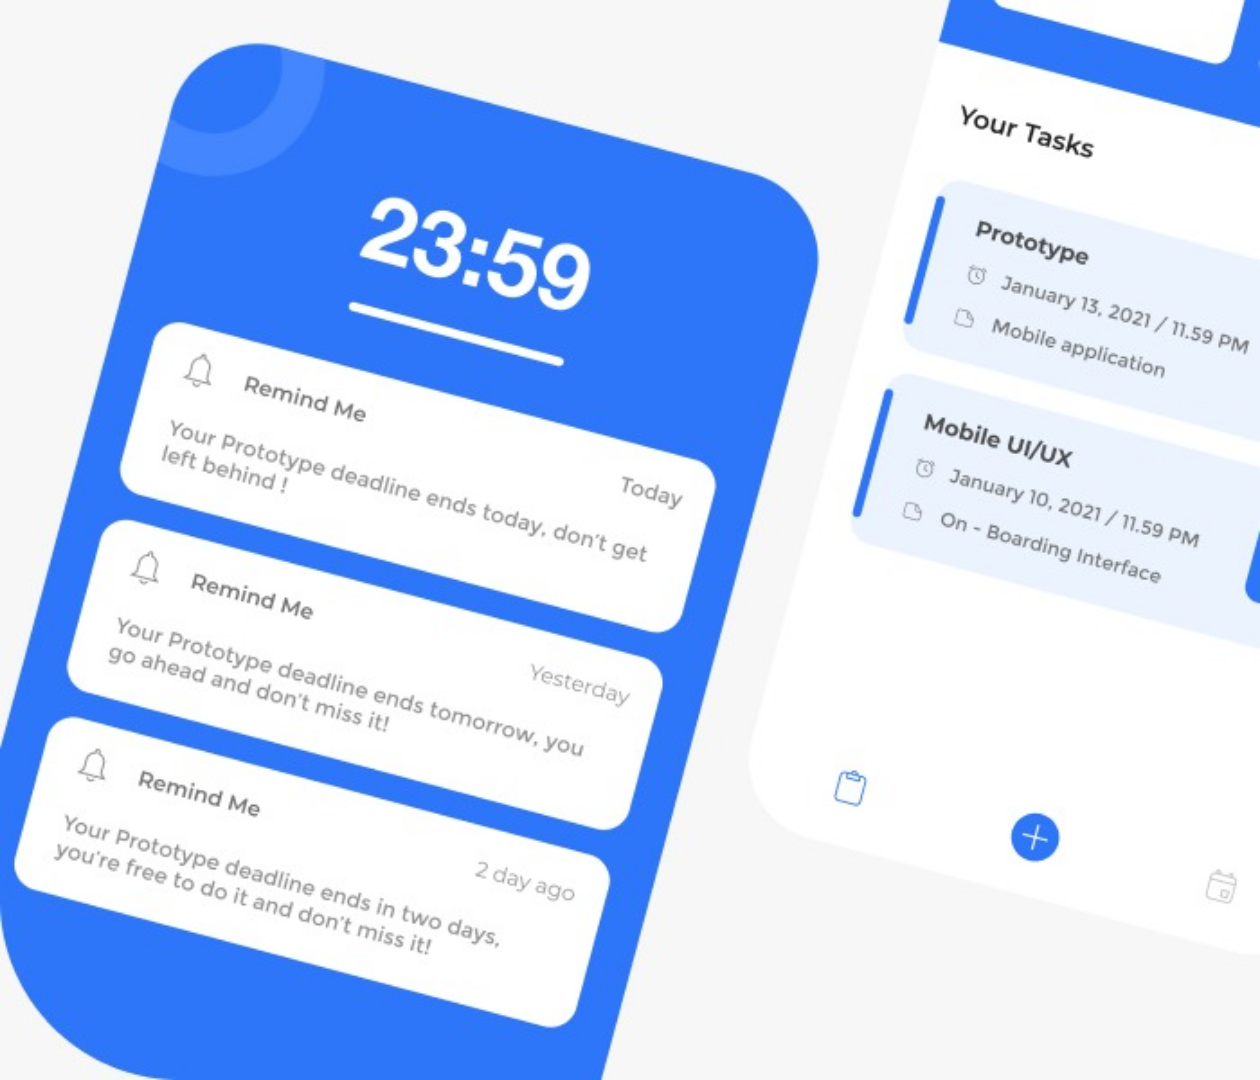 23:59
Remind Me
Today
Your Prototype deadline ends today, don't get
left behind !
Remind Me
Yesterday
Your Prototype deadline ends tomorrow, you
go ahead and don't miss it!
Remind Me
2 day ago
Your Prototype deadline ends in two days,
you're free to do it and don't miss it!
Your Tasks
Prototype
January 13, 2021 / 11.59 PM
Mobile application
Mobile UI/UX
January 10, 2021 / 11.59 PM
On - Boarding Interface